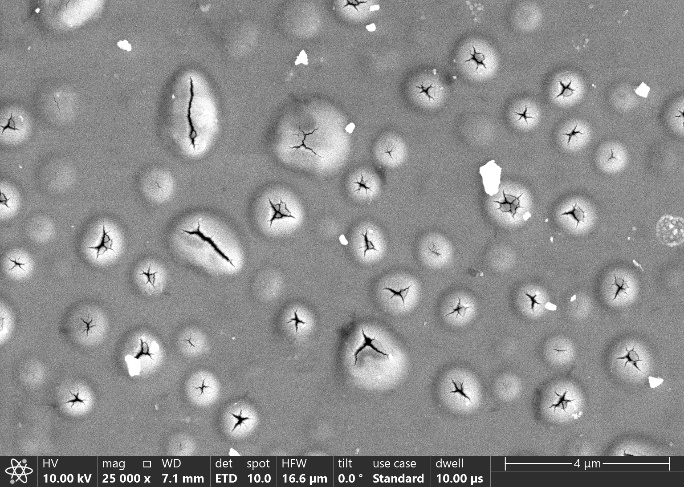 HV mag □ WD det spot HFW tilt use case dwell
10.00 kV 25 000 x 7.1 mm ETD 10.0 16.6 µm 0.0 ° Standard 10.00 µs
4 µm